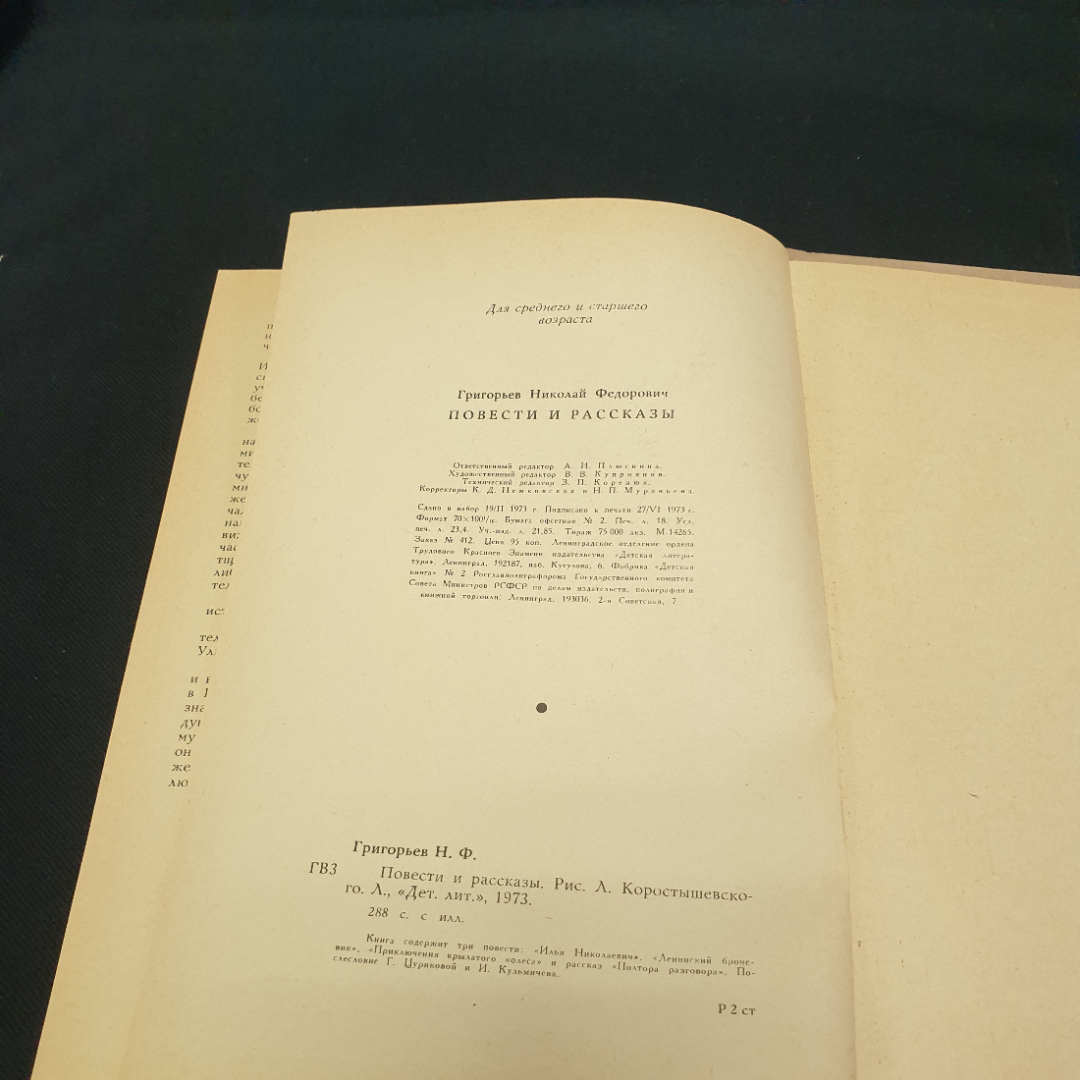 Для среднего и старшего
возраста
Григорьев Николай Федорович
ПОВЕСТИ И РАССКАЗЫ
Ответственный редактор А. И. Плюснина.
Художественный редактор В. В. Куприянов.
Технический редактор З. П. Коренюк.
Корректоры К. Д. Немковская и Н. П. Муравьева.
Сдано в набор 19/II 1973 г. Подписано к печати 27/VI 1973 г.
Формат 70×100 Бумага офсетная № 2. Печ. л. 18. Усл.
печ. л. 23,4. Уч.-изд. л. 21,85. Тираж 75 000 экз. М-14265.
Заказ № 412. Цена 95 коп. Ленинградское отделение ордена
Трудового Красного Знамени издательства «Детская литера-
тура». Ленинград, 192187, наб. Кутузова, 6. Фабрика «Детская
книга» № 2 Росглавполиграфпрома Государственного комитета
Совета Министров РСФСР по делам издательств, полиграфии и
книжной торговли. Ленинград, 193036, 2-я Советская, 7.
Григорьев Н. Ф.
ГВ3 Повести и рассказы. Рис. Л. Коростышевско-
го. Л., «Дет. лит.», 1973.
288 с. с илл.
Книга содержит три повести: «Илья Николаевич», «Ленинский броне-
вик», «Приключения крылатого колеса» и рассказ «Полтора разговора». По-
слесловие Г. Цуриковой и И. Кузьмичева.
Р 2 ст